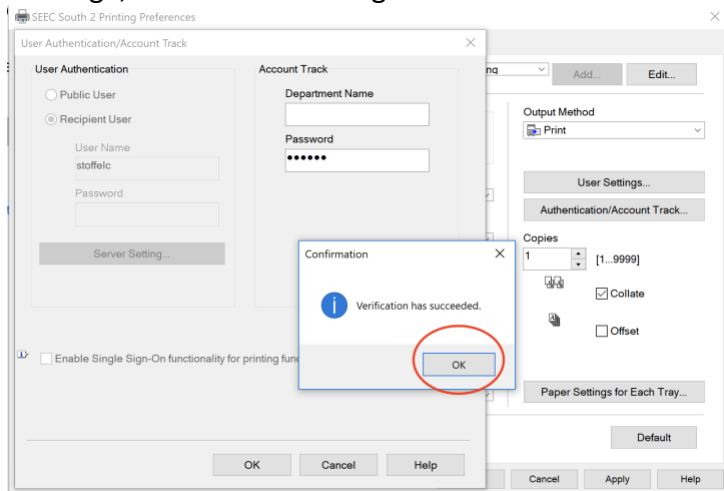 SEEC South 2 Printing Preferences
User Authentication/Account Track
User Authentication
Public User
Recipient User
User Name
stoffelc
Password
Server Setting...
Account Track
Department Name
Password
••••••
Enable Single Sign-On functionality for printing
Confirmation
Verification has succeeded.
OK
OK Cancel Help
Add... Edit...
Output Method
Print
User Settings...
Authentication/Account Track...
Copies
1 [1...9999]
Collate
Offset
Paper Settings for Each Tray...
Default
Cancel Apply Help